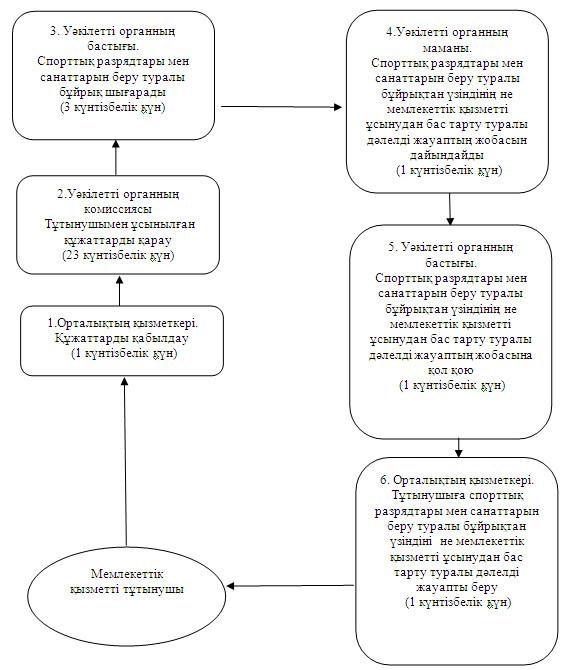 3. Уәкілетті органның
бастығы.
Спорттық разрядтары мен
санаттарын беру туралы
бұйрық шығарады
(3 күнтізбелік күн)
4.Уәкілетті органның
маманы.
Спорттық разрядтары мен
санаттарын беру туралы
бұйрықтан үзіндінің не
мемлекеттік қызметті
ұсынудан бас тарту туралы
дәлелді жауаптың жобасын
дайындайды
(1 күнтізбелік күн)
2.Уәкілетті органның
комиссиясы
Тұтынушымен ұсынылған
құжаттарды қарау
(23 күнтізбелік күн)
1.Орталықтың қызметкері.
Құжаттарды қабылдау
(1 күнтізбелік күн)
5. Уәкілетті органның
бастығы.
Спорттық разрядтары мен
санаттарын беру туралы
бұйрықтан үзіндінің не
мемлекеттік қызметті
ұсынудан бас тарту туралы
дәлелді жауаптың жобасына
қол қою
(1 күнтізбелік күн)
6. Орталықтың қызметкері.
Тұтынушыға спорттық
разрядтары мен санаттарын
беру туралы бұйрықтан
үзіндіні не мемлекеттік
қызметті ұсынудан бас
тарту туралы дәлелді
жауапты беру
(1 күнтізбелік күн)
Мемлекеттік
қызметті тұтынушы